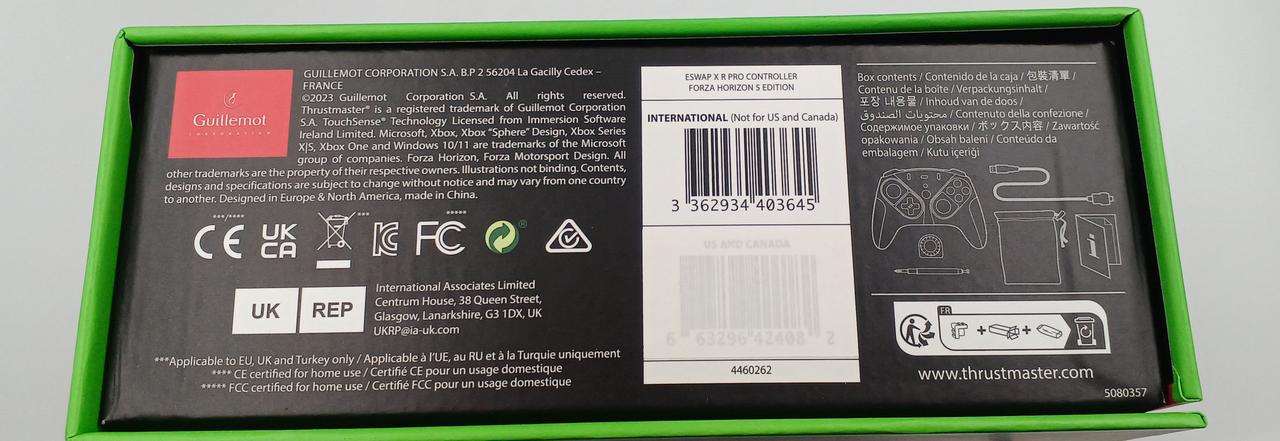 Guillemot
CORPORATION
GUILLEMOT CORPORATION S.A. B.P 2 56204 La Gacilly Cedex –
FRANCE
©2023 Guillemot Corporation S.A. All rights reserved.
Thrustmaster® is a registered trademark of Guillemot Corporation
S.A. TouchSense® Technology Licensed from Immersion Software
Ireland Limited. Microsoft, Xbox, Xbox “Sphere” Design, Xbox Series
X|S, Xbox One and Windows 10/11 are trademarks of the Microsoft
group of companies. Forza Horizon, Forza Motorsport Design. All
other trademarks are the property of their respective owners. Illustrations not binding. Contents,
designs and specifications are subject to change without notice and may vary from one country
to another. Designed in Europe & North America, made in China.
***/**** *** *****
CE UK CA FC ®
UK REP
International Associates Limited
Centrum House, 38 Queen Street,
Glasgow, Lanarkshire, G3 1DX, UK
UKRP@ia-uk.com
***Applicable to EU, UK and Turkey only / Applicable à l’UE, au RU et à la Turquie uniquement
**** CE certified for home use / Certifié CE pour un usage domestique
***** FCC certified for home use / Certifié FCC pour un usage domestique
ESWAP X R PRO CONTROLLER
FORZA HORIZON 5 EDITION
INTERNATIONAL (Not for US and Canada)
3 362934 403645
US AND CANADA
6 63296 42408 2
4460262
Box contents / Contenido de la caja / 包裝清單 /
Contenu de la boîte / Verpackungsinhalt /
포장 내용물 / Inhoud van de doos /
محتويات الصندوق / Contenuto della confezione /
Содержимое упаковки / ボックス内容 / Zawartość
opakowania / Obsah balení / Conteúdo da
embalagem / Kutu içeriği
FR
+ +
www.thrustmaster.com
5080357